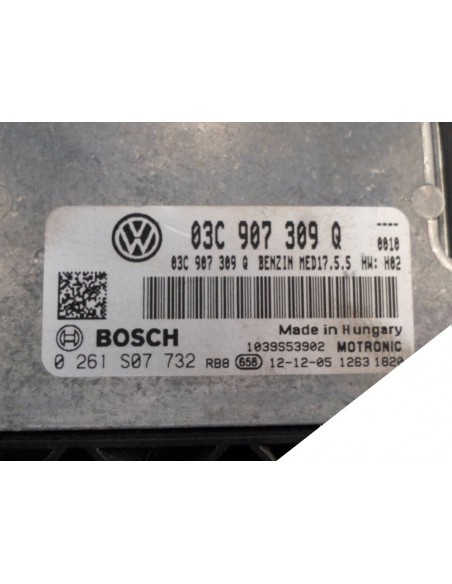 03C 907 309 Q ----
0010
03C 907 309 Q BENZIN MED17.5.5 HW: H02
Made in Hungary
BOSCH 1039S53902 MOTRONIC
0 261 S07 732 RB8 658 12-12-05 1263 1820